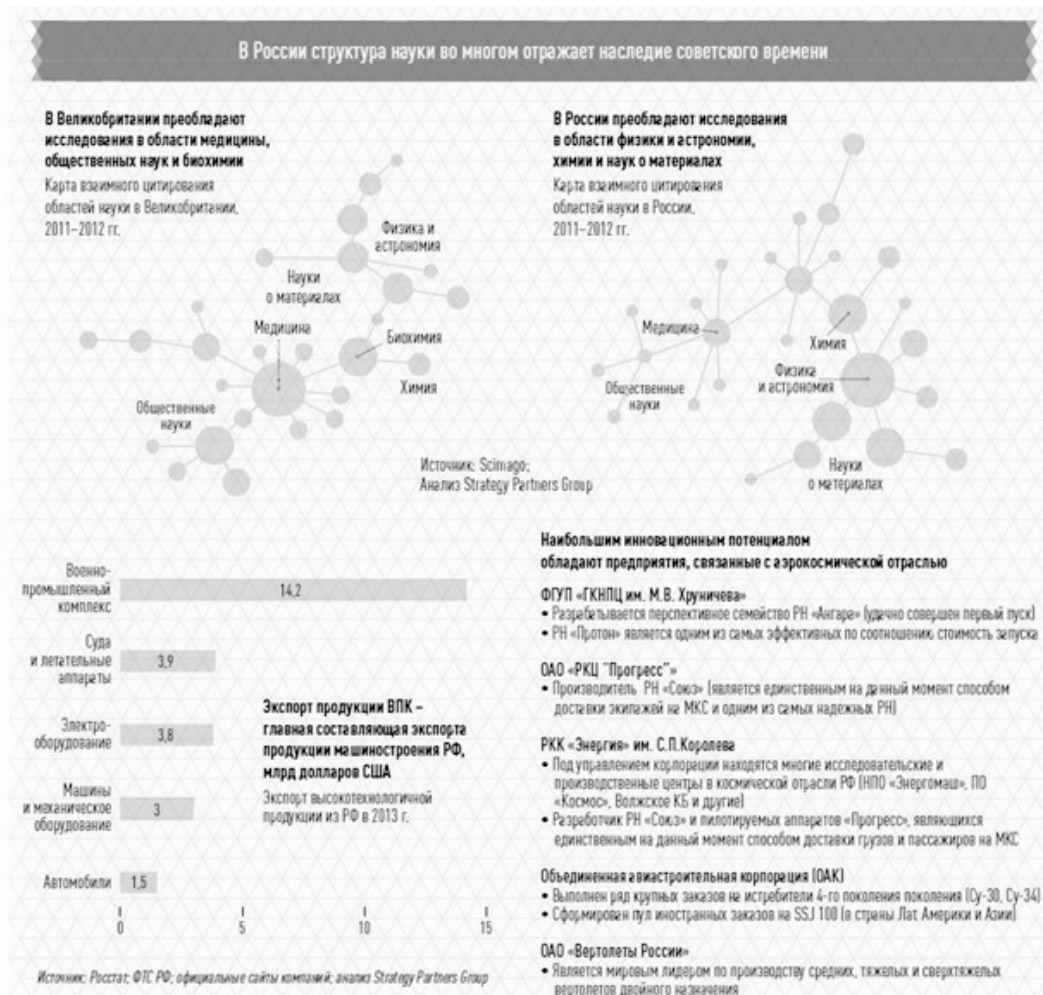 В России структура науки во многом отражает наследие советского времени
В Великобритании преобладают
исследования в области медицины,
общественных наук и биохимии
Карта взаимного цитирования
областей науки в Великобритании,
2011–2012 гг.
Физика и
астрономия
Науки
о материалах
Медицина
Биохимия
Химия
Общественные
науки
В России преобладают исследования
в области физики и астрономии,
химии и наук о материалах
Карта взаимного цитирования
областей науки в России,
2011–2012 гг.
Медицина
Химия
Физика
и астрономия
Общественные
науки
Науки
о материалах
Источник: Scimago;
Анализ Strategy Partners Group
Военно-
промышленный
комплекс
14,2
Суда
и летательные
аппараты
3,9
Электро-
оборудование
3,8
Машины
и механическое
оборудование
3
Автомобили
1,5
0 5 10 15
Экспорт продукции ВПК –
главная составляющая экспорта
продукции машиностроения РФ,
млрд долларов США
Экспорт высокотехнологичной
продукции из РФ в 2013 г.
Источник: Росстат; ФТС РФ; официальные сайты компаний; анализ Strategy Partners Group
Наибольшим инновационным потенциалом
обладают предприятия, связанные с аэрокосмической отраслью
ФГУП «ГКНПЦ им. М.В. Хруничева»
• Разрабатывается перспективное семейство РН «Ангара» (удачно совершен первый пуск)
• РН «Протон» является одним из самых эффективных по соотношению стоимость запуска
ОАО «РКЦ "Прогресс"»
• Производитель РН «Союз» (является единственным на данный момент способом
доставки экипажей на МКС и одним из самых надежных РН)
РКК «Энергия» им. С.П.Королева
• Под управлением корпорации находятся многие исследовательские и
производственные центры в космической отрасли РФ (НПО «Энергомаш», ПО
«Космос», Волжское КБ и другие)
• Разработчик РН «Союз» и пилотируемых аппаратов «Прогресс», являющихся
единственным на данный момент способом доставки грузов и пассажиров на МКС
Объединенная авиастроительная корпорация (ОАК)
• Выполнен ряд крупных заказов на истребители 4-го поколения поколения (Су-30, Су-34)
• Сформирован пул иностранных заказов на SSJ 100 (в страны Лат. Америки и Азии)
ОАО «Вертолеты России»
• Является мировым лидером по производству средних, тяжелых и сверхтяжелых
вертолетов двойного назначения